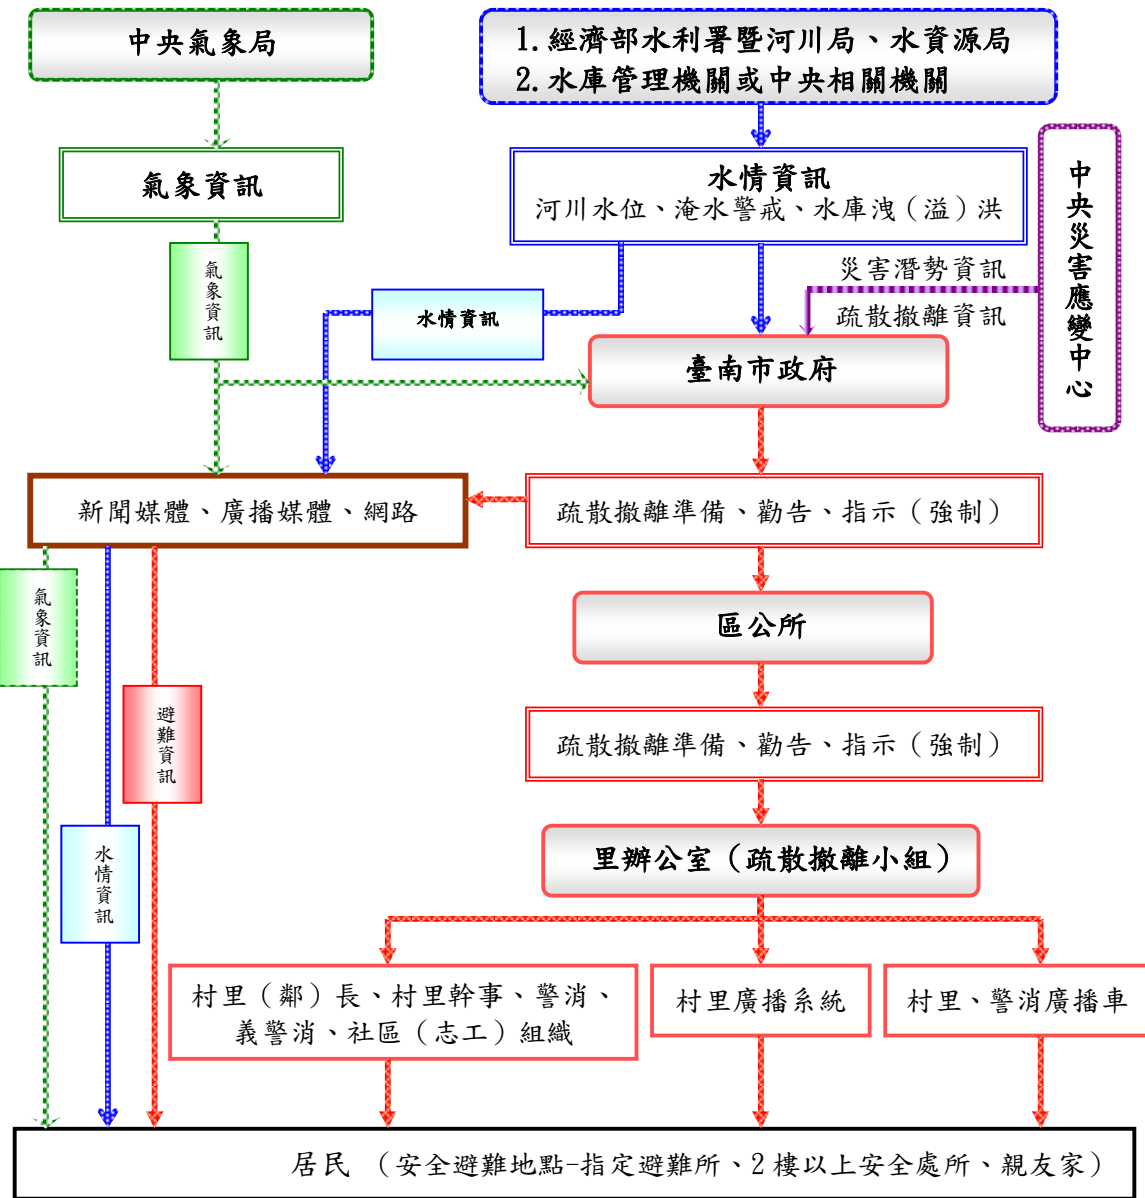 中央氣象局
1.經濟部水利署暨河川局、水資源局
2.水庫管理機關或中央相關機關
氣象資訊
水情資訊
河川水位、淹水警戒、水庫洩(溢)洪
中央災害應變中心
氣象資訊
災害潛勢資訊
疏散撤離資訊
水情資訊
臺南市政府
新聞媒體、廣播媒體、網路
疏散撤離準備、勸告、指示(強制)
氣象資訊
區公所
避難資訊
疏散撤離準備、勸告、指示(強制)
水情資訊
里辦公室(疏散撤離小組)
村里(鄰)長、村里幹事、警消、
義警消、社區(志工)組織
村里廣播系統
村里、警消廣播車
居民 (安全避難地點-指定避難所、2樓以上安全處所、親友家)